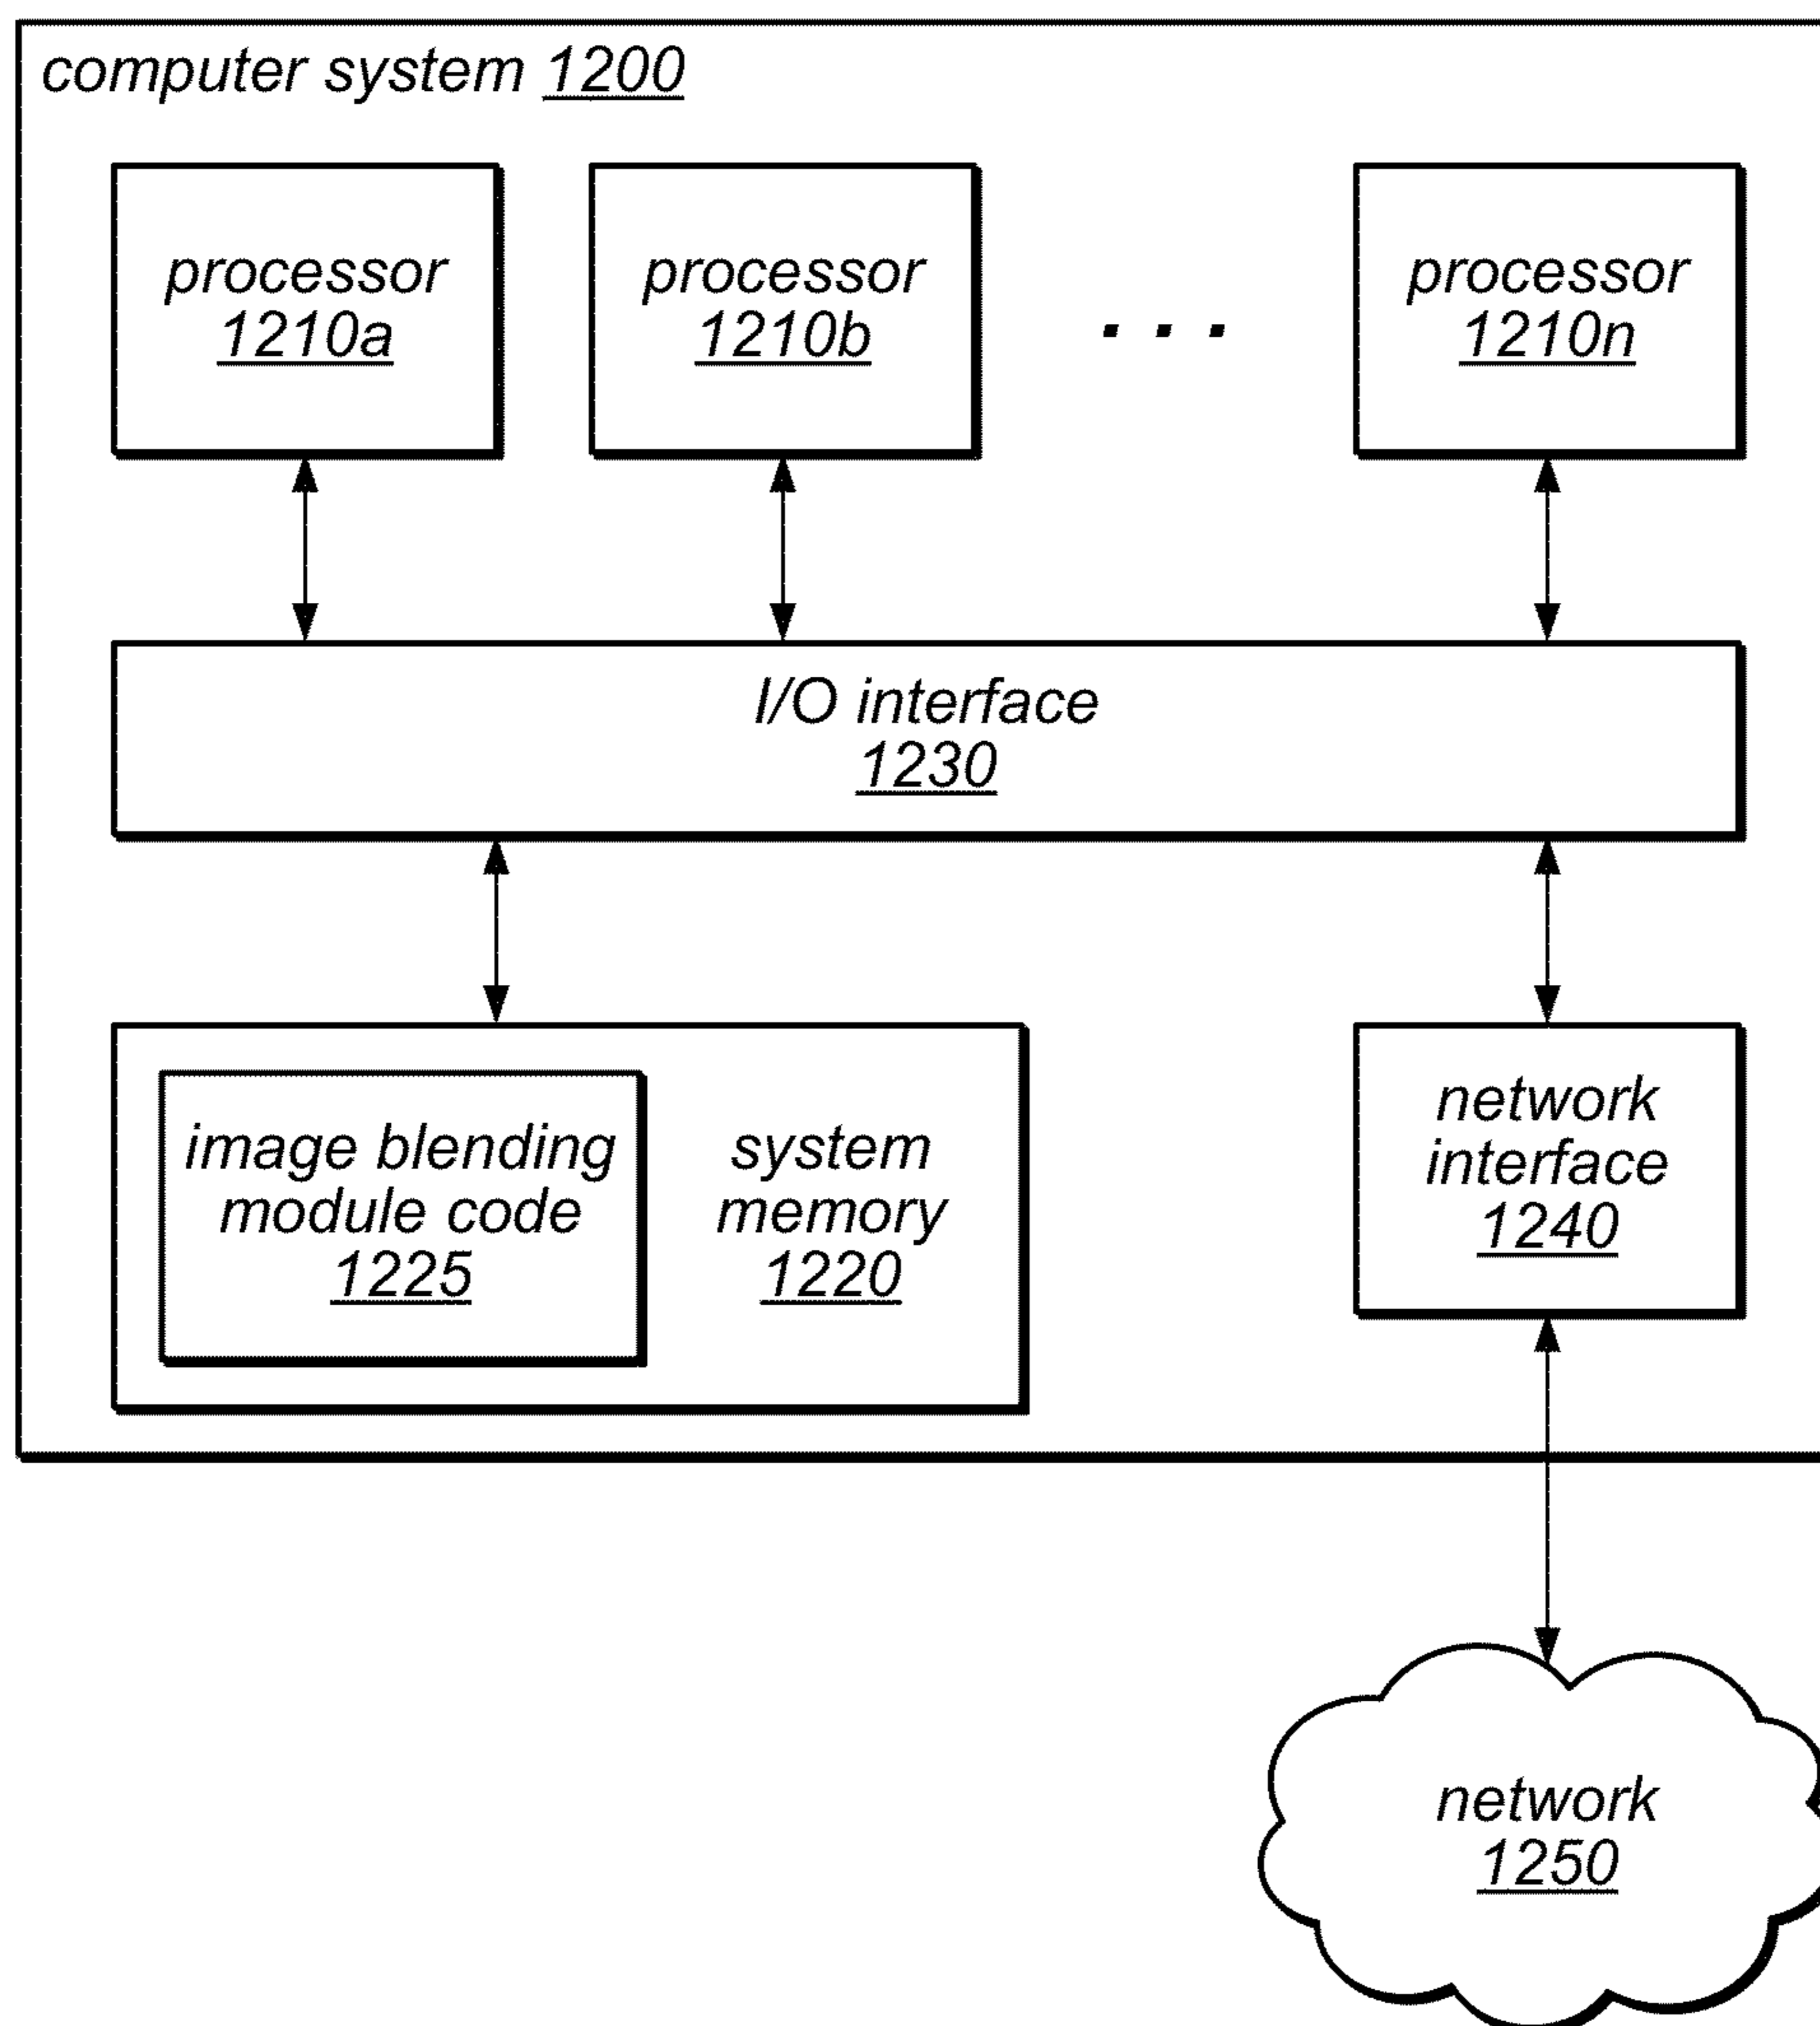 computer system 1200
processor
1210a
processor
1210b
. . .
processor
1210n
I/O interface
1230
image blending
module code
1225
system
memory
1220
network
interface
1240
network
1250